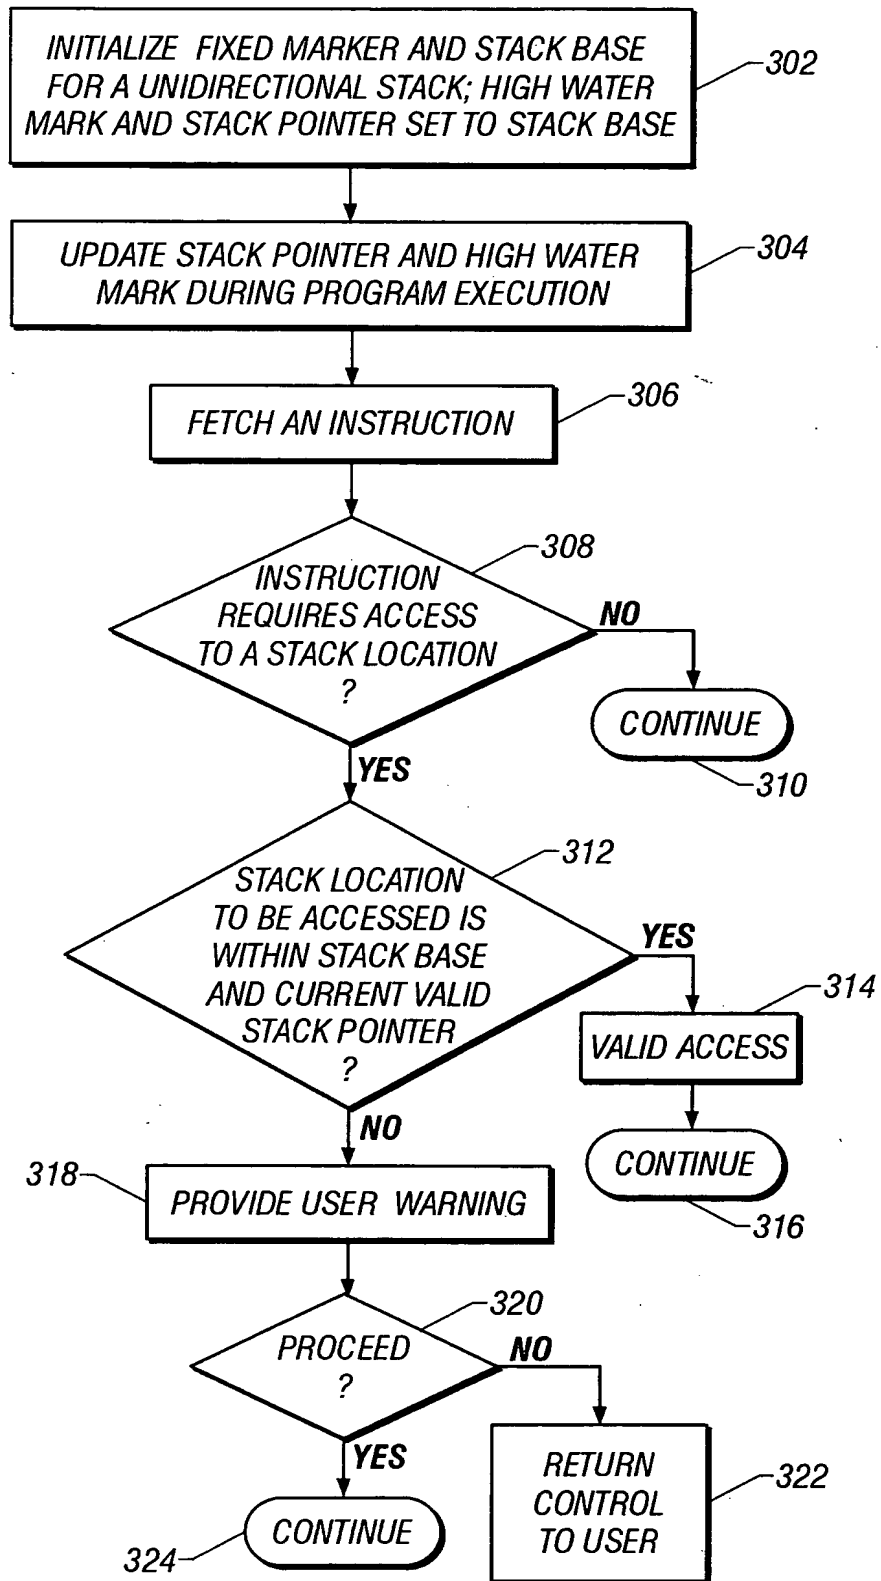 INITIALIZE FIXED MARKER AND STACK BASE
FOR A UNIDIRECTIONAL STACK; HIGH WATER
MARK AND STACK POINTER SET TO STACK BASE
302
UPDATE STACK POINTER AND HIGH WATER
MARK DURING PROGRAM EXECUTION
304
FETCH AN INSTRUCTION
306
INSTRUCTION
REQUIRES ACCESS
TO A STACK LOCATION
?
308
NO
CONTINUE
310
YES
STACK LOCATION
TO BE ACCESSED IS
WITHIN STACK BASE
AND CURRENT VALID
STACK POINTER
?
312
YES
314
VALID ACCESS
CONTINUE
316
NO
318
PROVIDE USER WARNING
PROCEED
?
320
NO
YES
RETURN
CONTROL
TO USER
322
CONTINUE
324